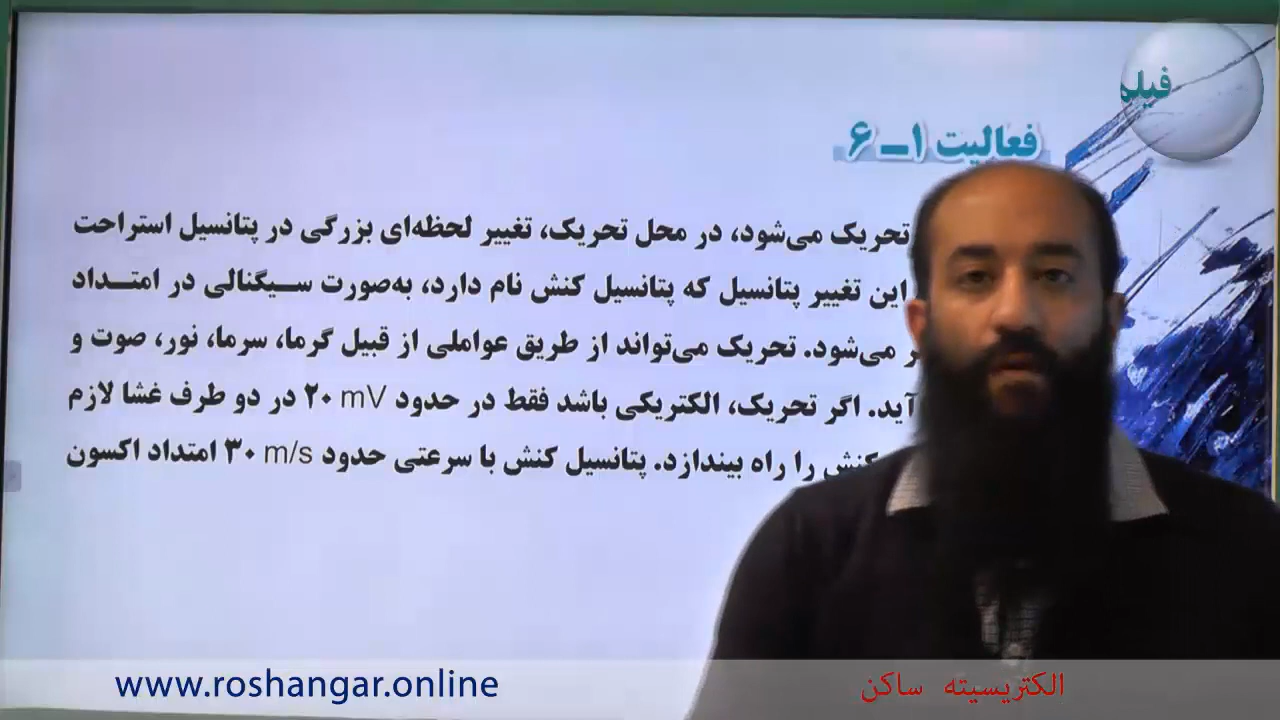 فیلم
فعالیت ۱ــ۶
تحریک می‌شود، در محل تحریک، تغییر لحظه‌ای بزرگی در پتانسیل استراحت
این تغییر پتانسیل که پتانسیل کنش نام دارد، به‌صورت سیگنالی در امتداد
می‌شود. تحریک می‌تواند از طریق عواملی از قبیل گرما، سرما، نور، صوت و
آید. اگر تحریک، الکتریکی باشد فقط در حدود ۲۰ mV در دو طرف غشا لازم
کنش را راه بیندازد. پتانسیل کنش با سرعتی حدود ۳۰ m/s امتداد اکسون
www.roshangar.online
الکتریسیته ساکن